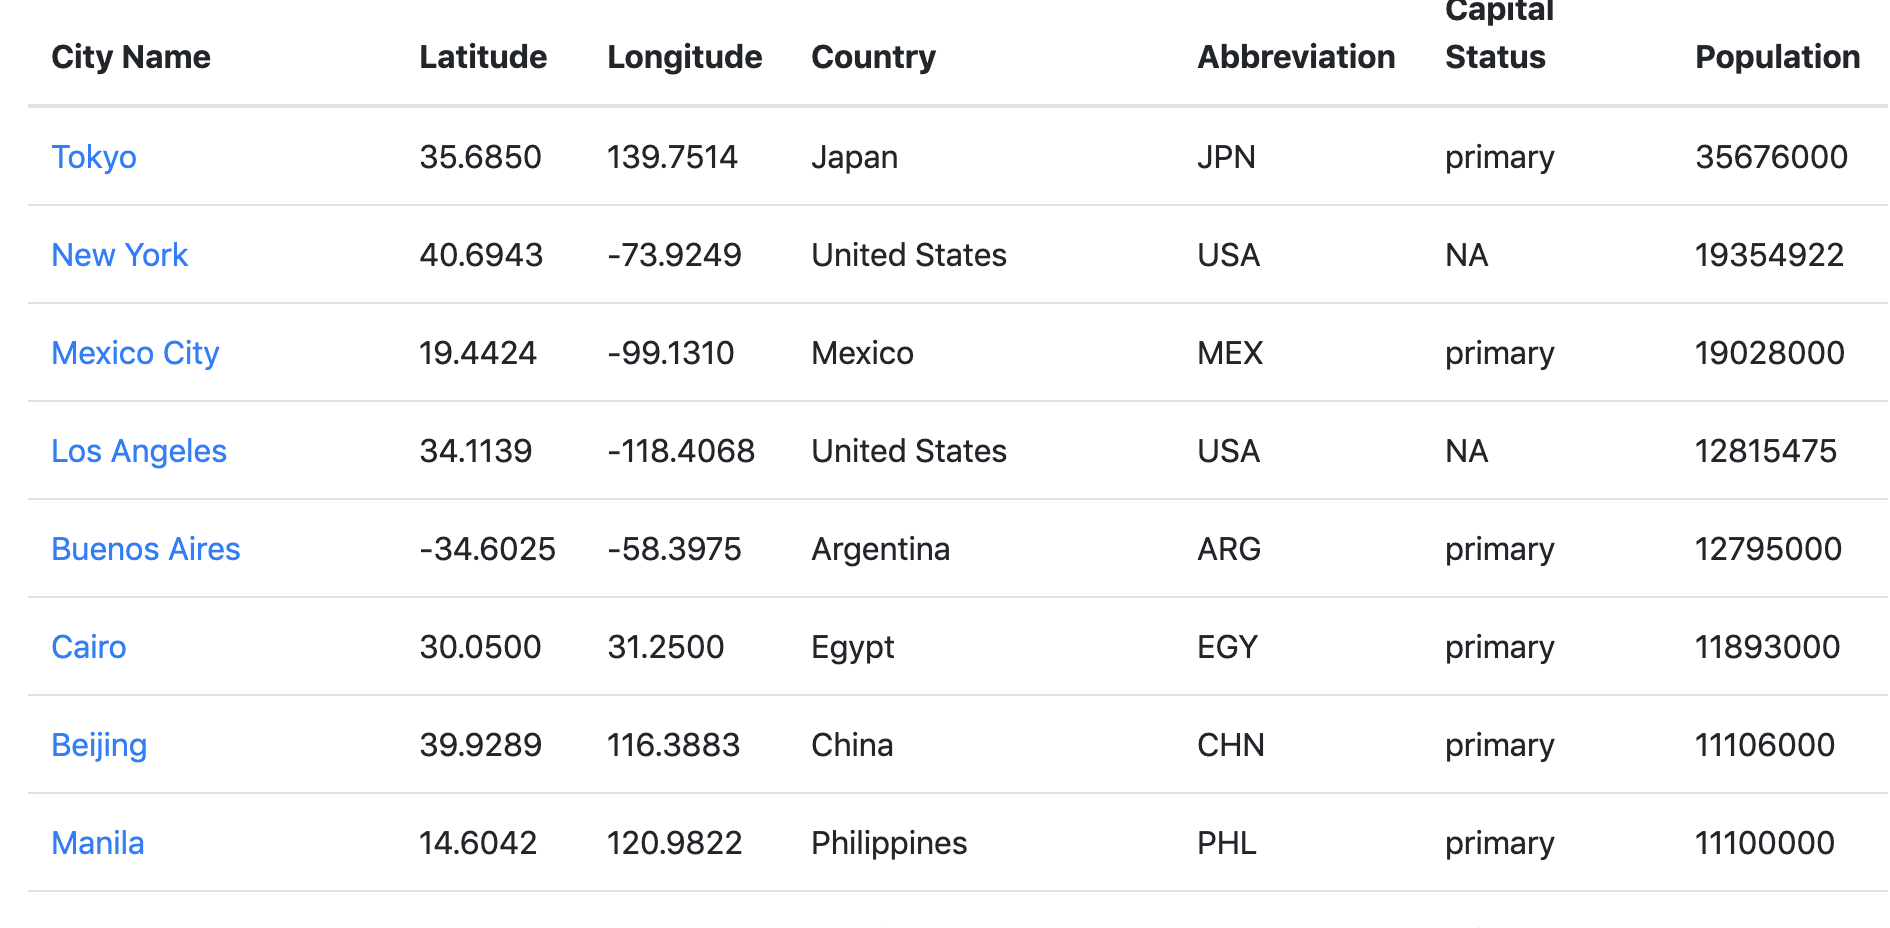 City Name Latitude Longitude Country Abbreviation Capital Status Population
Tokyo 35.6850 139.7514 Japan JPN primary 35676000
New York 40.6943 -73.9249 United States USA NA 19354922
Mexico City 19.4424 -99.1310 Mexico MEX primary 19028000
Los Angeles 34.1139 -118.4068 United States USA NA 12815475
Buenos Aires -34.6025 -58.3975 Argentina ARG primary 12795000
Cairo 30.0500 31.2500 Egypt EGY primary 11893000
Beijing 39.9289 116.3883 China CHN primary 11106000
Manila 14.6042 120.9822 Philippines PHL primary 11100000